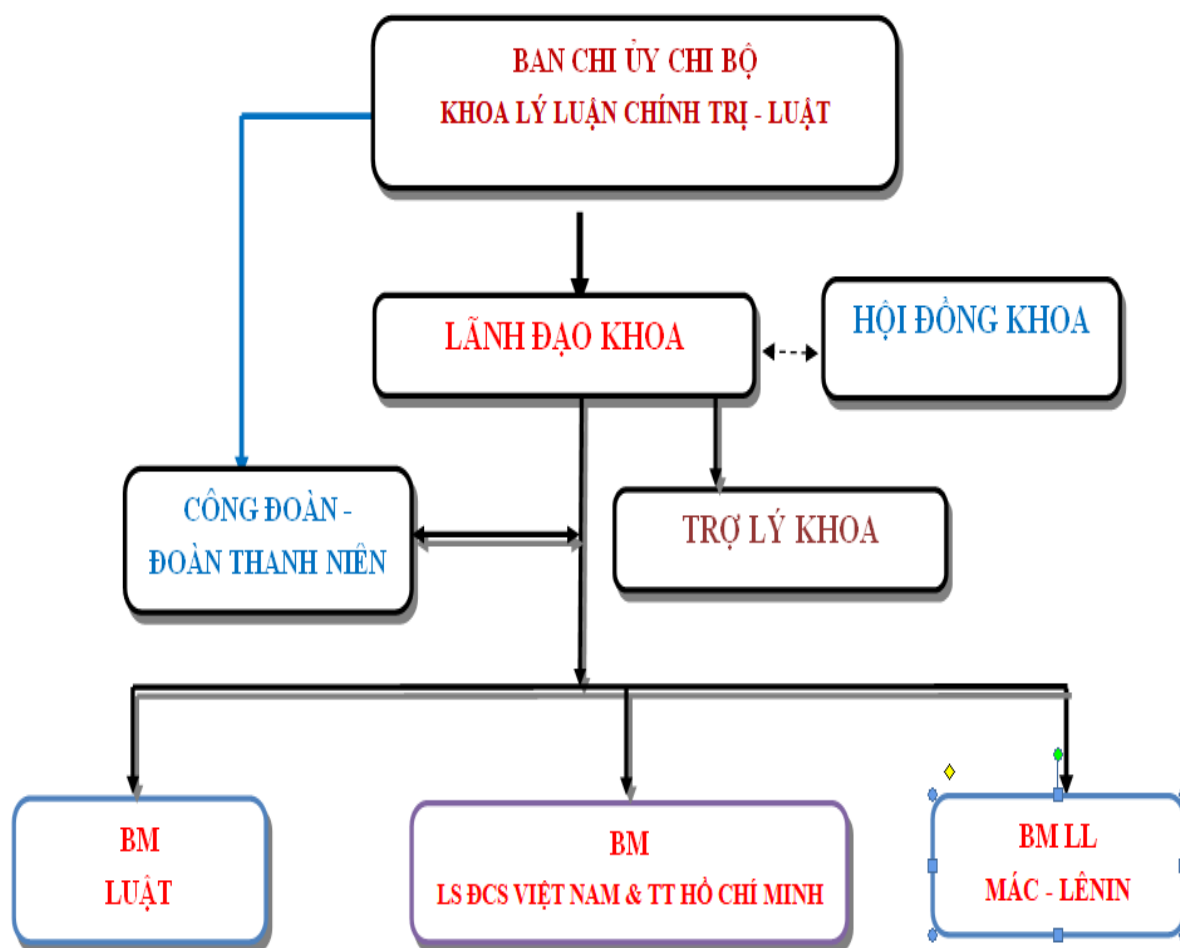 BAN CHI ỦY CHI BỘ
KHOA LÝ LUẬN CHÍNH TRỊ - LUẬT
LÃNH ĐẠO KHOA
HỘI ĐỒNG KHOA
CÔNG ĐOÀN -
ĐOÀN THANH NIÊN
TRỢ LÝ KHOA
BM
LUẬT
BM
LS ĐCS VIỆT NAM & TT HỒ CHÍ MINH
BM LL
MÁC - LÊNIN